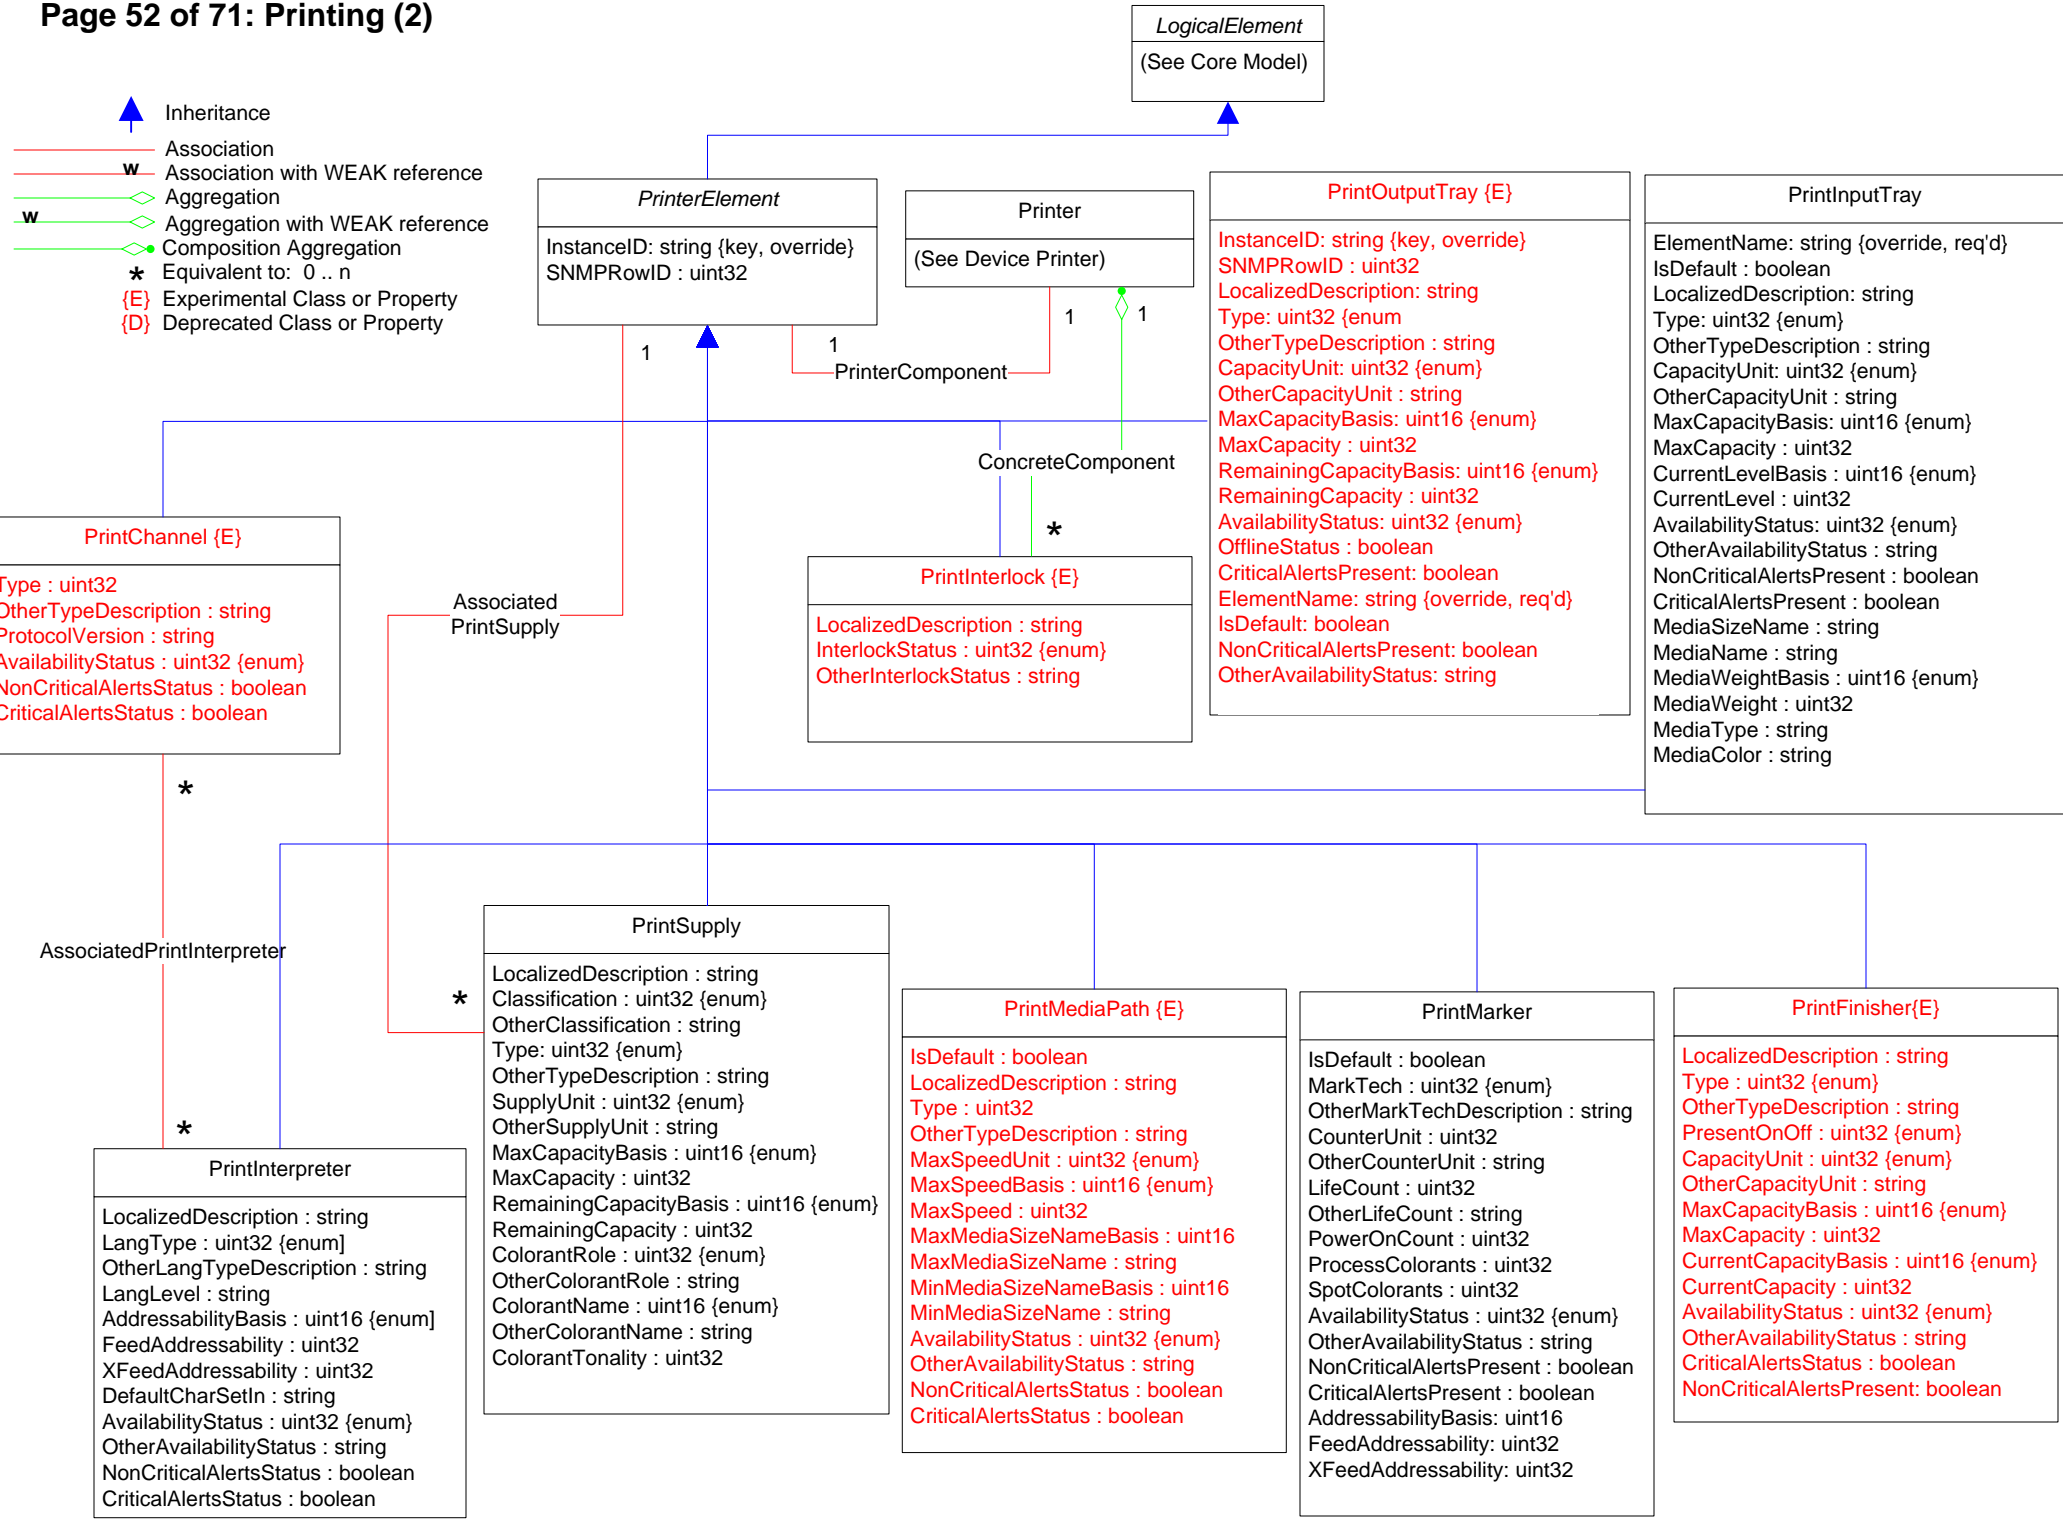 Page 52 of 71: Printing (2)
Inheritance
Association
w Association with WEAK reference
Aggregation
w Aggregation with WEAK reference
Composition Aggregation
* Equivalent to: 0 .. n
{E} Experimental Class or Property
{D} Deprecated Class or Property
LogicalElement
(See Core Model)
PrinterElement
InstanceID: string {key, override}
SNMPRowID : uint32
Printer
(See Device Printer)
1
1
PrinterComponent
1
1
ConcreteComponent
*
PrintOutputTray {E}
InstanceID: string {key, override}
SNMPRowID : uint32
LocalizedDescription: string
Type: uint32 {enum
OtherTypeDescription : string
CapacityUnit: uint32 {enum}
OtherCapacityUnit : string
MaxCapacityBasis: uint16 {enum}
MaxCapacity : uint32
RemainingCapacityBasis: uint16 {enum}
RemainingCapacity : uint32
AvailabilityStatus: uint32 {enum}
OfflineStatus : boolean
CriticalAlertsPresent: boolean
ElementName: string {override, req'd}
IsDefault: boolean
NonCriticalAlertsPresent: boolean
OtherAvailabilityStatus: string
PrintInputTray
ElementName: string {override, req'd}
IsDefault : boolean
LocalizedDescription: string
Type: uint32 {enum}
OtherTypeDescription : string
CapacityUnit: uint32 {enum}
OtherCapacityUnit : string
MaxCapacityBasis: uint16 {enum}
MaxCapacity : uint32
CurrentLevelBasis : uint16 {enum}
CurrentLevel : uint32
AvailabilityStatus: uint32 {enum}
OtherAvailabilityStatus : string
NonCriticalAlertsPresent : boolean
CriticalAlertsPresent : boolean
MediaSizeName : string
MediaName : string
MediaWeightBasis : uint16 {enum}
MediaWeight : uint32
MediaType : string
MediaColor : string
PrintChannel {E}
Type : uint32
OtherTypeDescription : string
ProtocolVersion : string
AvailabilityStatus : uint32 {enum}
NonCriticalAlertsStatus : boolean
CriticalAlertsStatus : boolean
*
Associated
PrintSupply
PrintInterlock {E}
LocalizedDescription : string
InterlockStatus : uint32 {enum}
OtherInterlockStatus : string
AssociatedPrintInterpreter
*
*
PrintInterpreter
LocalizedDescription : string
LangType : uint32 {enum]
OtherLangTypeDescription : string
LangLevel : string
AddressabilityBasis : uint16 {enum]
FeedAddressability : uint32
XFeedAddressability : uint32
DefaultCharSetIn : string
AvailabilityStatus : uint32 {enum}
OtherAvailabilityStatus : string
NonCriticalAlertsStatus : boolean
CriticalAlertsStatus : boolean
PrintSupply
LocalizedDescription : string
Classification : uint32 {enum}
OtherClassification : string
Type: uint32 {enum}
OtherTypeDescription : string
SupplyUnit : uint32 {enum}
OtherSupplyUnit : string
MaxCapacityBasis : uint16 {enum}
MaxCapacity : uint32
RemainingCapacityBasis : uint16 {enum}
RemainingCapacity : uint32
ColorantRole : uint32 {enum}
OtherColorantRole : string
ColorantName : uint16 {enum}
OtherColorantName : string
ColorantTonality : uint32
PrintMediaPath {E}
IsDefault : boolean
LocalizedDescription : string
Type : uint32
OtherTypeDescription : string
MaxSpeedUnit : uint32 {enum}
MaxSpeedBasis : uint16 {enum}
MaxSpeed : uint32
MaxMediaSizeNameBasis : uint16
MaxMediaSizeName : string
MinMediaSizeNameBasis : uint16
MinMediaSizeName : string
AvailabilityStatus : uint32 {enum}
OtherAvailabilityStatus : string
NonCriticalAlertsStatus : boolean
CriticalAlertsStatus : boolean
PrintMarker
IsDefault : boolean
MarkTech : uint32 {enum}
OtherMarkTechDescription : string
CounterUnit : uint32
OtherCounterUnit : string
LifeCount : uint32
OtherLifeCount : string
PowerOnCount : uint32
ProcessColorants : uint32
SpotColorants : uint32
AvailabilityStatus : uint32 {enum}
OtherAvailabilityStatus : string
NonCriticalAlertsPresent : boolean
CriticalAlertsPresent : boolean
AddressabilityBasis: uint16
FeedAddressability: uint32
XFeedAddressability: uint32
PrintFinisher{E}
LocalizedDescription : string
Type : uint32 {enum}
OtherTypeDescription : string
PresentOnOff : uint32 {enum}
CapacityUnit : uint32 {enum}
OtherCapacityUnit : string
MaxCapacityBasis : uint16 {enum}
MaxCapacity : uint32
CurrentCapacityBasis : uint16 {enum}
CurrentCapacity : uint32
AvailabilityStatus : uint32 {enum}
OtherAvailabilityStatus : string
CriticalAlertsStatus : boolean
NonCriticalAlertsPresent: boolean